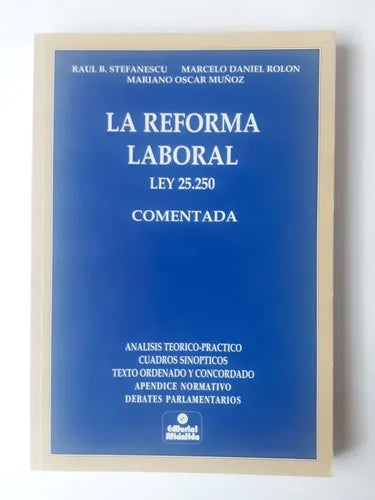 RAUL B. STEFANESCU MARCELO DANIEL ROLON
MARIANO OSCAR MUÑOZ
LA REFORMA
LABORAL
LEY 25.250
COMENTADA
ANALISIS TEORICO-PRACTICO
CUADROS SINOPTICOS
TEXTO ORDENADO Y CONCORDADO
APENDICE NORMATIVO
DEBATES PARLAMENTARIOS
Editorial
Atlántida